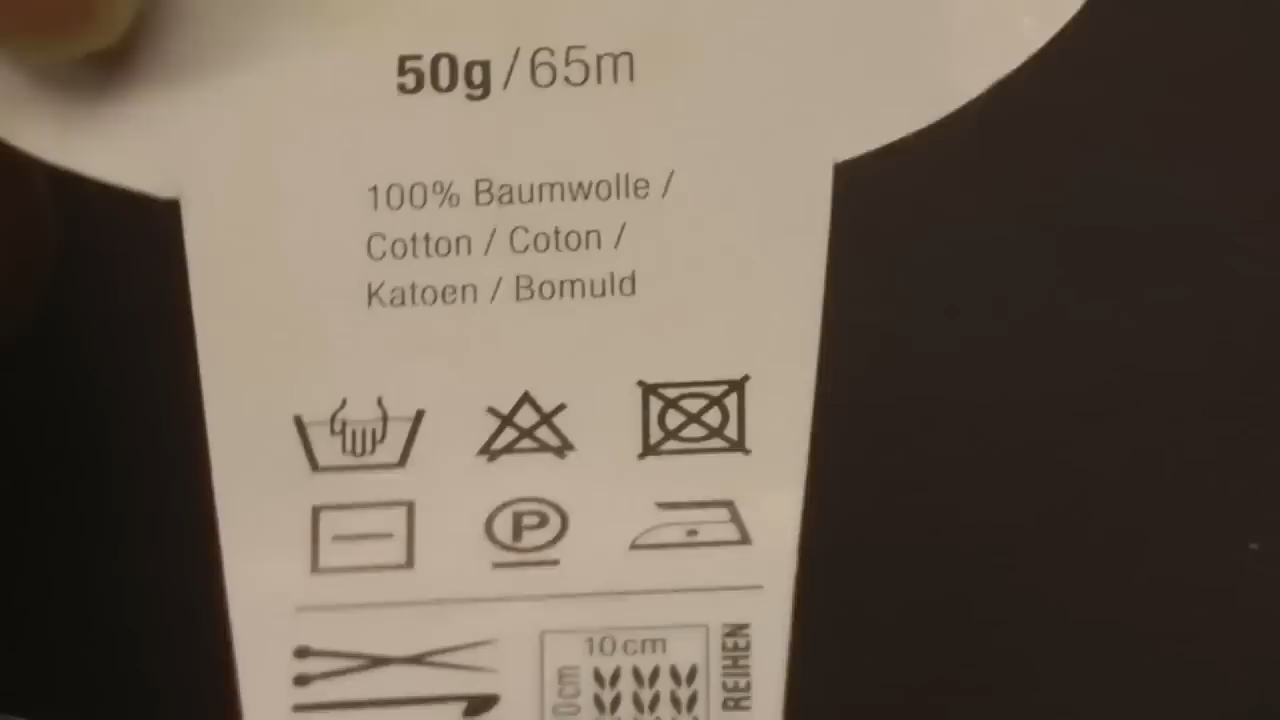 50g/65m
100% Baumwolle /
Cotton / Coton /
Katoen / Bomuld
P
10 cm
REIHEN